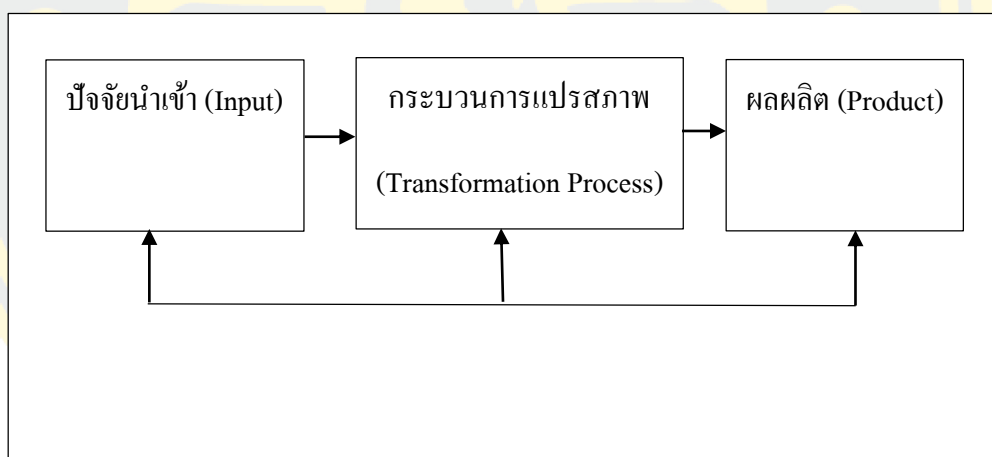 ปัจจัยนำเข้า (Input)
กระบวนการแปรสภาพ
(Transformation Process)
ผลผลิต (Product)